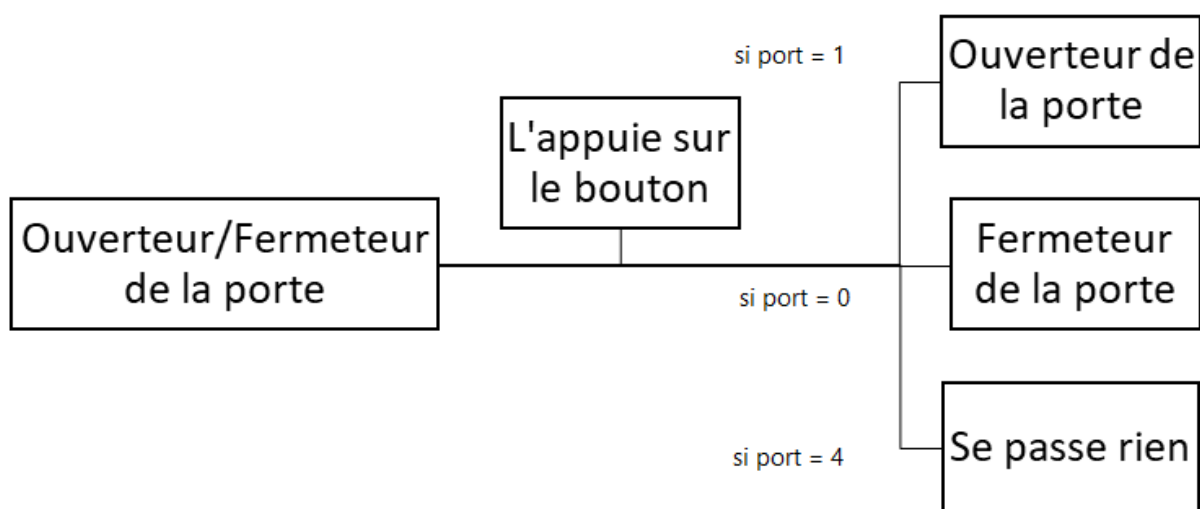 si port = 1
Ouverteur de
la porte
L'appuie sur
le bouton
Ouverteur/Fermeteur
de la porte
Fermeteur
de la porte
si port = 0
Se passe rien
si port = 4